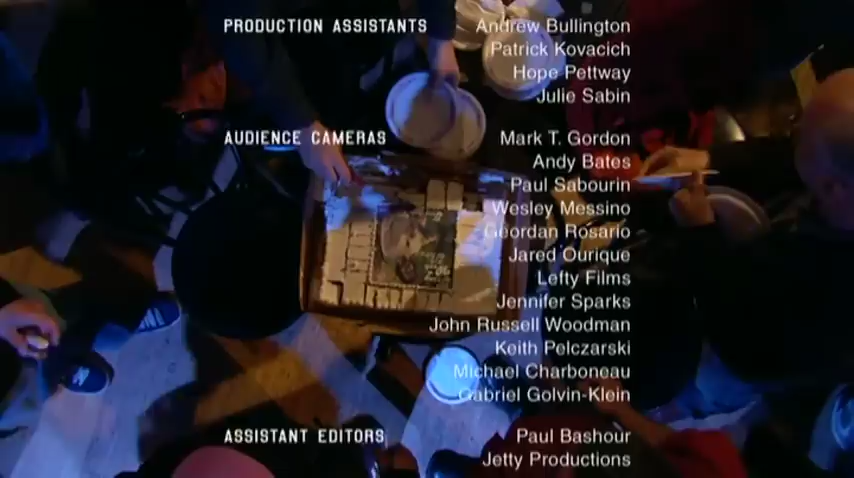 PRODUCTION ASSISTANTS Andrew Bullington
Patrick Kovacich
Hope Pettway
Julie Sabin
AUDIENCE CAMERAS Mark T. Gordon
Andy Bates
Paul Sabourin
Wesley Messino
Geordan Rosario
Jared Ourique
Lefty Films
Jennifer Sparks
John Russell Woodman
Keith Pelczarski
Michael Charboneau
Gabriel Golvin-Klein
ASSISTANT EDITORS Paul Bashour
Jetty Productions